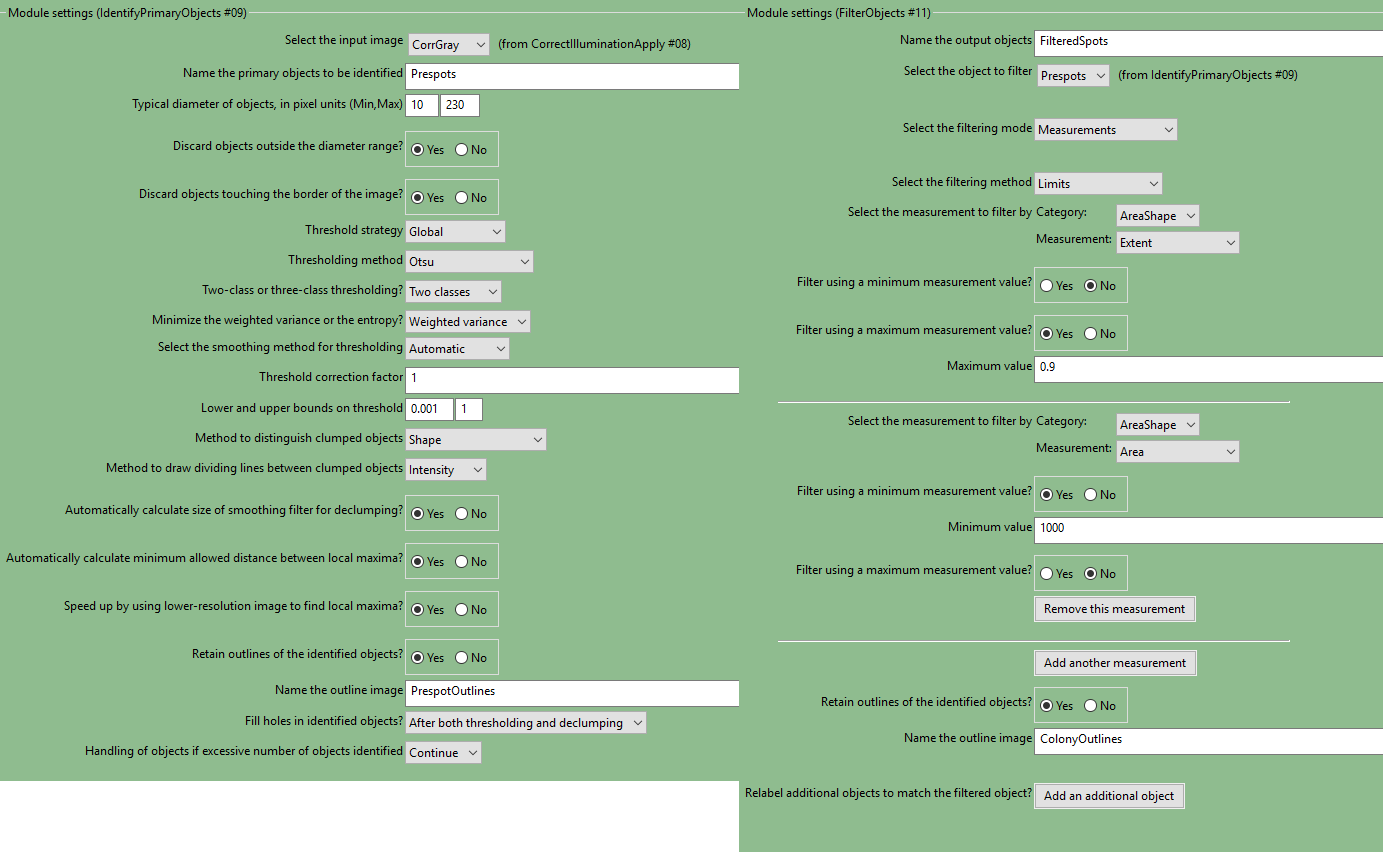 Module settings (IdentifyPrimaryObjects #09)
Select the input image CorrGray (from CorrectIlluminationApply #08)
Name the primary objects to be identified Prespots
Typical diameter of objects, in pixel units (Min,Max) 10 230
Discard objects outside the diameter range? Yes No
Discard objects touching the border of the image? Yes No
Threshold strategy Global
Thresholding method Otsu
Two-class or three-class thresholding? Two classes
Minimize the weighted variance or the entropy? Weighted variance
Select the smoothing method for thresholding Automatic
Threshold correction factor 1
Lower and upper bounds on threshold 0.001 1
Method to distinguish clumped objects Shape
Method to draw dividing lines between clumped objects Intensity
Automatically calculate size of smoothing filter for declumping? Yes No
Automatically calculate minimum allowed distance between local maxima? Yes No
Speed up by using lower-resolution image to find local maxima? Yes No
Retain outlines of the identified objects? Yes No
Name the outline image PrespotOutlines
Fill holes in identified objects? After both thresholding and declumping
Handling of objects if excessive number of objects identified Continue
Module settings (FilterObjects #11)
Name the output objects FilteredSpots
Select the object to filter Prespots (from IdentifyPrimaryObjects #09)
Select the filtering mode Measurements
Select the filtering method Limits
Select the measurement to filter by Category: AreaShape
Measurement: Extent
Filter using a minimum measurement value? Yes No
Filter using a maximum measurement value? Yes No
Maximum value 0.9
Select the measurement to filter by Category: AreaShape
Measurement: Area
Filter using a minimum measurement value? Yes No
Minimum value 1000
Filter using a maximum measurement value? Yes No
Remove this measurement
Add another measurement
Retain outlines of the identified objects? Yes No
Name the outline image ColonyOutlines
Relabel additional objects to match the filtered object? Add an additional object